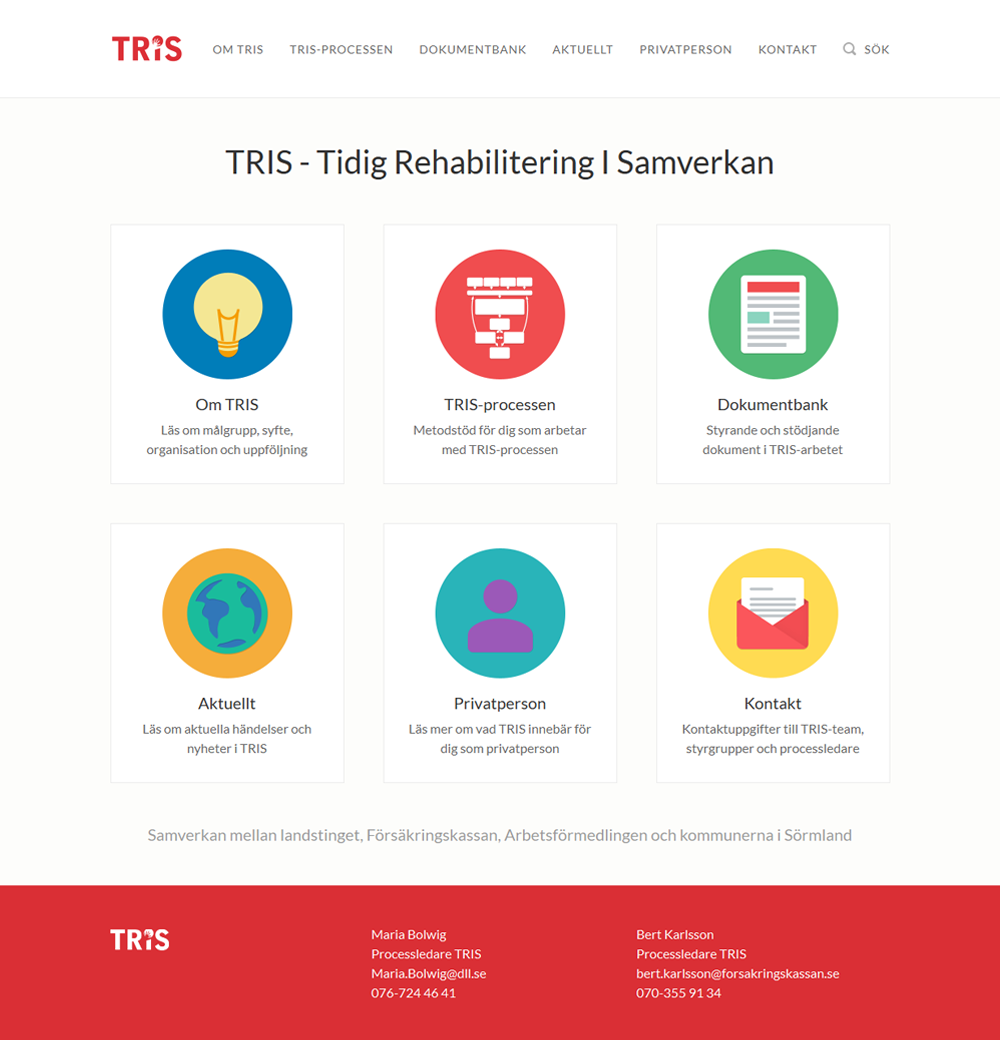 TRIS
OM TRIS
TRIS-PROCESSEN
DOKUMENTBANK
AKTUELLT
PRIVATPERSON
KONTAKT
SÖK
TRIS - Tidig Rehabilitering I Samverkan
Om TRIS
Läs om målgrupp, syfte,
organisation och uppföljning
TRIS-processen
Metodstöd för dig som arbetar
med TRIS-processen
Dokumentbank
Styrande och stödjande
dokument i TRIS-arbetet
Aktuellt
Läs om aktuella händelser och
nyheter i TRIS
Privatperson
Läs mer om vad TRIS innebär för
dig som privatperson
Kontakt
Kontaktuppgifter till TRIS-team,
styrgrupper och processledare
Samverkan mellan landstinget, Försäkringskassan, Arbetsförmedlingen och kommunerna i Sörmland
TRIS
Maria Bolwig
Processledare TRIS
Maria.Bolwig@dll.se
076-724 46 41
Bert Karlsson
Processledare TRIS
bert.karlsson@forsakringskassan.se
070-355 91 34